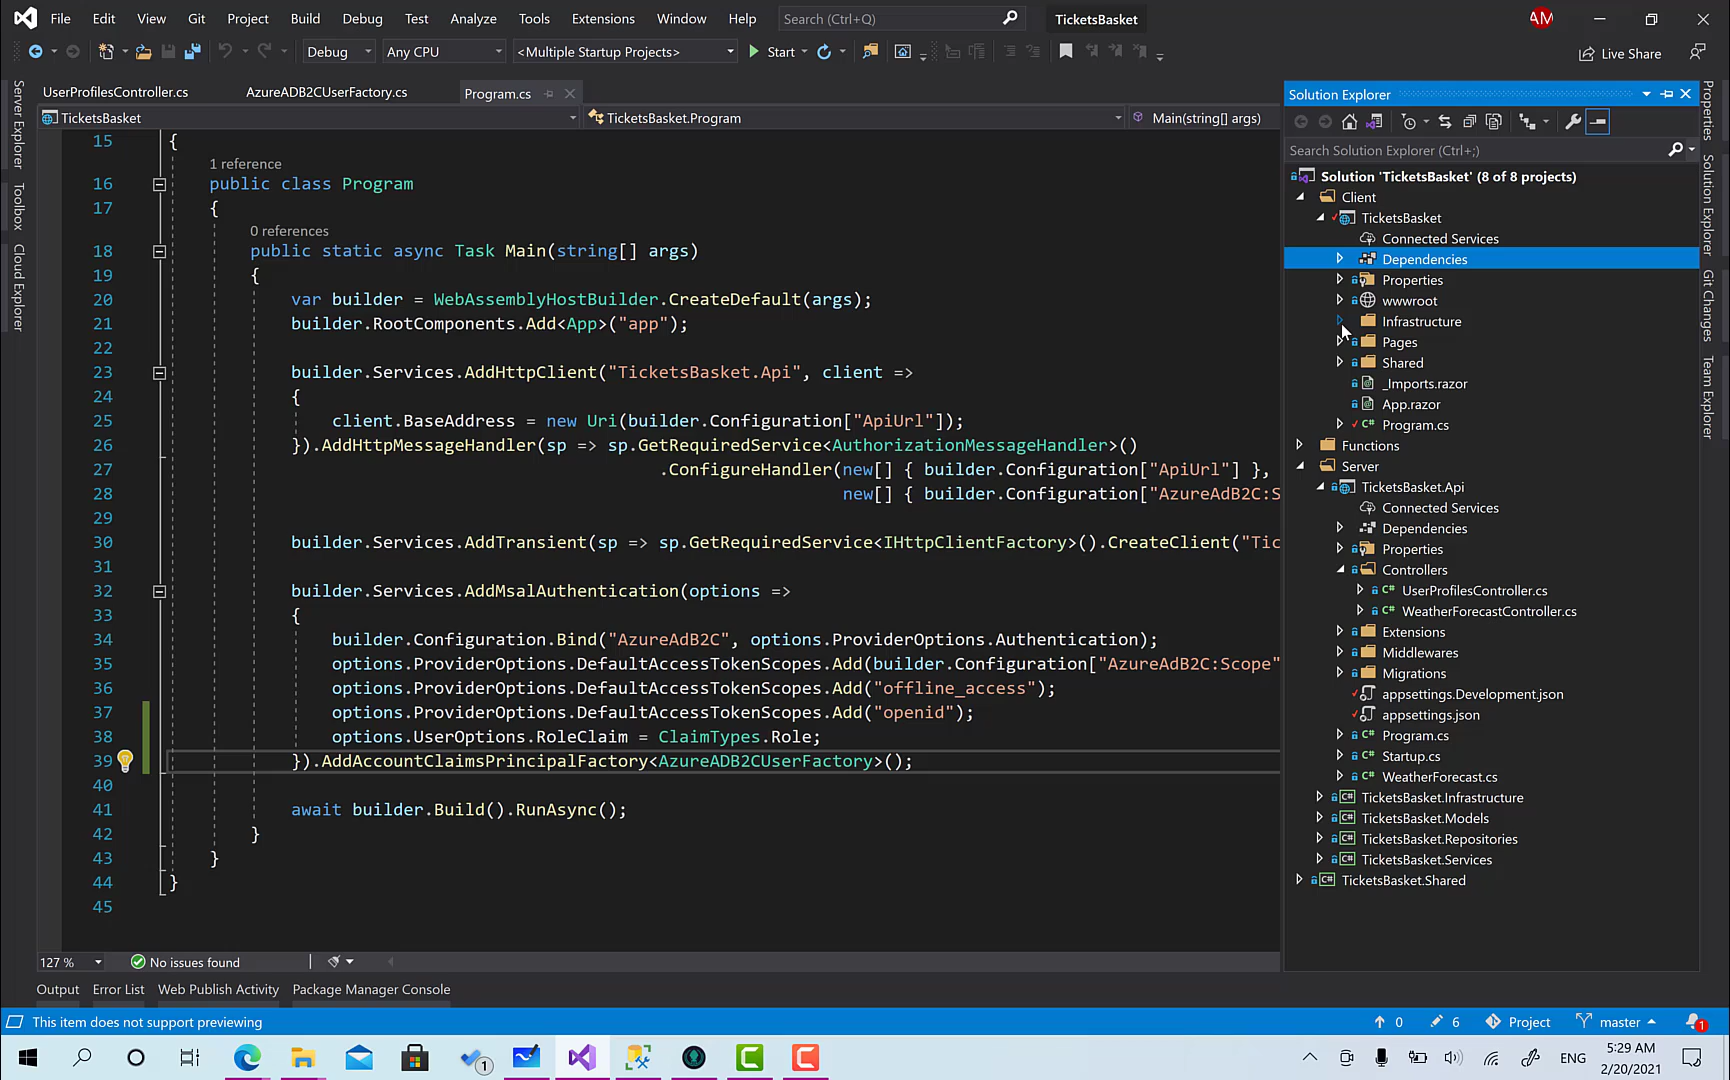 File Edit View Git Project Build Debug Test Analyze Tools Extensions Window Help Search (Ctrl+Q) TicketsBasket AM
Debug Any CPU <Multiple Startup Projects> Start Live Share
UserProfilesController.cs AzureADB2CUserFactory.cs Program.cs
TicketsBasket TicketsBasket.Program Main(string[] args)
15 {
1 reference
16 public class Program
17 {
0 references
18 public static async Task Main(string[] args)
19 {
20 var builder = WebAssemblyHostBuilder.CreateDefault(args);
21 builder.RootComponents.Add<App>("app");
22
23 builder.Services.AddHttpClient("TicketsBasket.Api", client =>
24 {
25 client.BaseAddress = new Uri(builder.Configuration["ApiUrl"]);
26 }).AddHttpMessageHandler(sp => sp.GetRequiredService<AuthorizationMessageHandler>()
27 .ConfigureHandler(new[] { builder.Configuration["ApiUrl"] },
28 new[] { builder.Configuration["AzureAdB2C:S
29
30 builder.Services.AddTransient(sp => sp.GetRequiredService<IHttpClientFactory>().CreateClient("Tic
31
32 builder.Services.AddMsalAuthentication(options =>
33 {
34 builder.Configuration.Bind("AzureAdB2C", options.ProviderOptions.Authentication);
35 options.ProviderOptions.DefaultAccessTokenScopes.Add(builder.Configuration["AzureAdB2C:Scope"
36 options.ProviderOptions.DefaultAccessTokenScopes.Add("offline_access");
37 options.ProviderOptions.DefaultAccessTokenScopes.Add("openid");
38 options.UserOptions.RoleClaim = ClaimTypes.Role;
39 }).AddAccountClaimsPrincipalFactory<AzureADB2CUserFactory>();
40
41 await builder.Build().RunAsync();
42 }
43 }
44 }
45
127 % No issues found
Output Error List Web Publish Activity Package Manager Console
This item does not support previewing 0 6 Project master 1
Server Explorer
Toolbox
Cloud Explorer
Solution Explorer
Search Solution Explorer (Ctrl+;)
Solution 'TicketsBasket' (8 of 8 projects)
Client
TicketsBasket
Connected Services
Dependencies
Properties
wwwroot
Infrastructure
Pages
Shared
_Imports.razor
App.razor
C# Program.cs
Functions
Server
TicketsBasket.Api
Connected Services
Dependencies
Properties
Controllers
C# UserProfilesController.cs
C# WeatherForecastController.cs
Extensions
Middlewares
Migrations
appsettings.Development.json
appsettings.json
C# Program.cs
C# Startup.cs
C# WeatherForecast.cs
C# TicketsBasket.Infrastructure
C# TicketsBasket.Models
C# TicketsBasket.Repositories
C# TicketsBasket.Services
C# TicketsBasket.Shared
Properties
Solution Explorer
Git Changes
Team Explorer
1 ENG 5:29 AM
2/20/2021